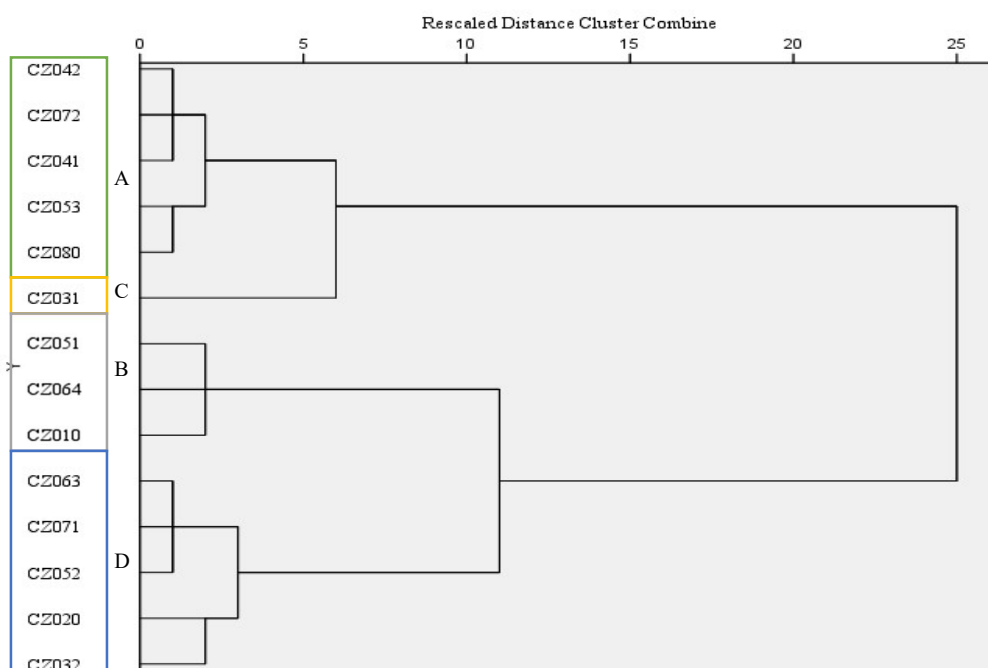 Rescaled Distance Cluster Combine
0 5 10 15 20 25
CZ042
CZ072
CZ041
A
CZ053
CZ080
C
CZ031
CZ051
B
Y
CZ064
CZ010
CZ063
CZ071
D
CZ052
CZ020
CZ032